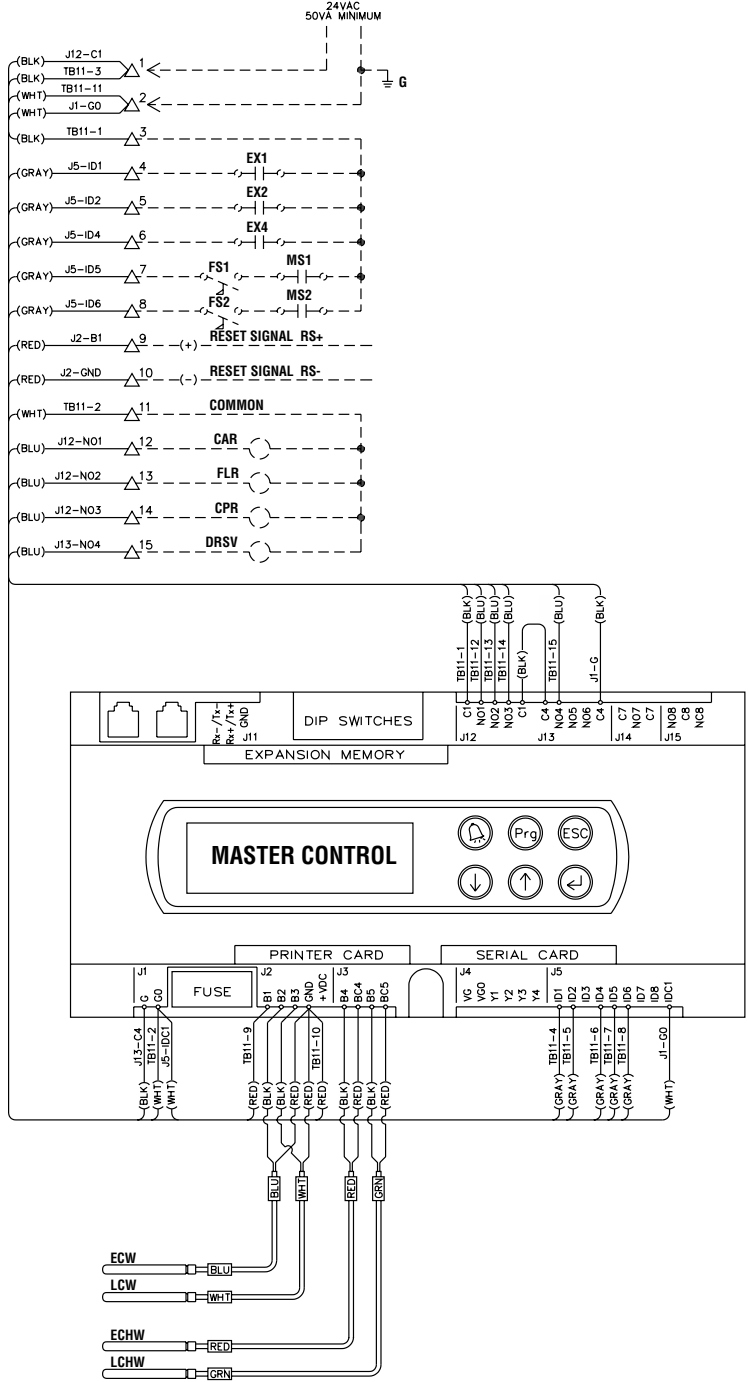 24VAC
50VA MINIMUM
(BLK) J12-C1 1
(BLK) TB11-3
G
(WHT) TB11-11 2
(WHT) J1-G0
(BLK) TB11-1 3
(GRAY) J5-ID1 4 EX1
(GRAY) J5-ID2 5 EX2
(GRAY) J5-ID4 6 EX4
(GRAY) J5-ID5 7 FS1 MS1
(GRAY) J5-ID6 8 FS2 MS2
(RED) J2-B1 9 (+) RESET SIGNAL RS+
(RED) J2-GND 10 (-) RESET SIGNAL RS-
(WHT) TB11-2 11 COMMON
(BLU) J12-NO1 12 CAR
(BLU) J12-NO2 13 FLR
(BLU) J12-NO3 14 CPR
(BLU) J13-NO4 15 DRSV
(BLK) (BLU) (BLU) (BLU) (BLK) (BLU) (BLK)
TB11-1 TB11-12 TB11-13 TB11-14 TB11-15 J1-G
Rx-/Tx-
Rx+/Tx+
GND
J11
DIP SWITCHES
C1 NO1 NO2 NO3 C1 C4 NO4 NO5 NO6 C4 C7 NO7 C7 NO8 C8 NC8
J12 J13 J14 J15
EXPANSION MEMORY
MASTER CONTROL
Prg ESC
PRINTER CARD SERIAL CARD
J1 J2 J3 J4 J5
G G0
FUSE
B1 B2 B3 GND +VDC B4 BC4 B5 BC5
VG VG0 Y1 Y2 Y3 Y4
ID1 ID2 ID3 ID4 ID5 ID6 ID7 ID8 IDC1
J13-C4 TB11-2 J5-IDC1 TB11-9 TB11-10 TB11-4 TB11-5 TB11-6 TB11-7 TB11-8 J1-G0
(BLK) (WHT) (WHT) (RED) (BLK) (BLK) (RED) (RED) (RED) (BLK) (RED) (BLK) (RED) (GRAY) (GRAY) (GRAY) (GRAY) (GRAY) (WHT)
BLU WHT RED GRN
ECW BLU
LCW WHT
ECHW RED
LCHW GRN